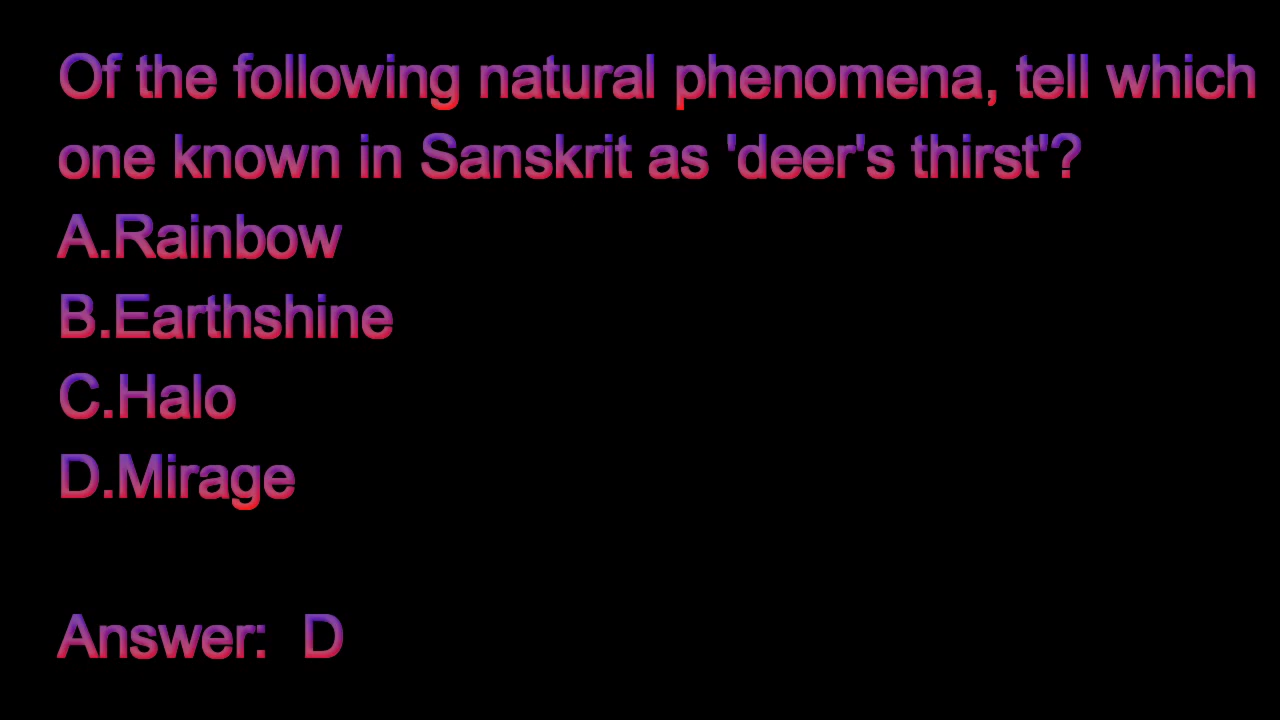 Of the following natural phenomena, tell which
one known in Sanskrit as 'deer's thirst'?
A.Rainbow
B.Earthshine
C.Halo
D.Mirage
Answer:  D